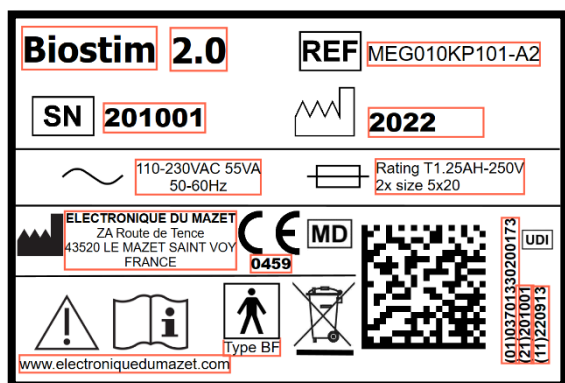 Biostim 2.0
REF MEG010KP101-A2
SN 201001
2022
110-230VAC 55VA
50-60Hz
Rating T1.25AH-250V
2x size 5x20
ELECTRONIQUE DU MAZET
ZA Route de Tence
43520 LE MAZET SAINT VOY
FRANCE
CE
0459
MD
UDI
(01)03701330200173
(21)201001
(11)220913
Type BF
www.electroniquedumazet.com